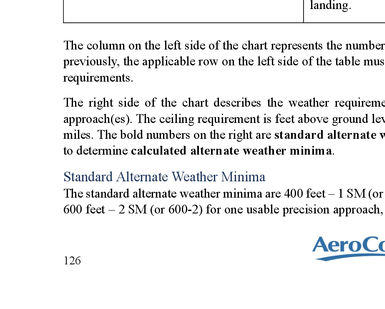 landing.
The column on the left side of the chart represents the number
previously, the applicable row on the left side of the table mus
requirements.
The right side of the chart describes the weather requireme
approach(es). The ceiling requirement is feet above ground lev
miles. The bold numbers on the right are standard alternate w
to determine calculated alternate weather minima.
Standard Alternate Weather Minima
The standard alternate weather minima are 400 feet – 1 SM (or
600 feet – 2 SM (or 600-2) for one usable precision approach,
AeroCo
126